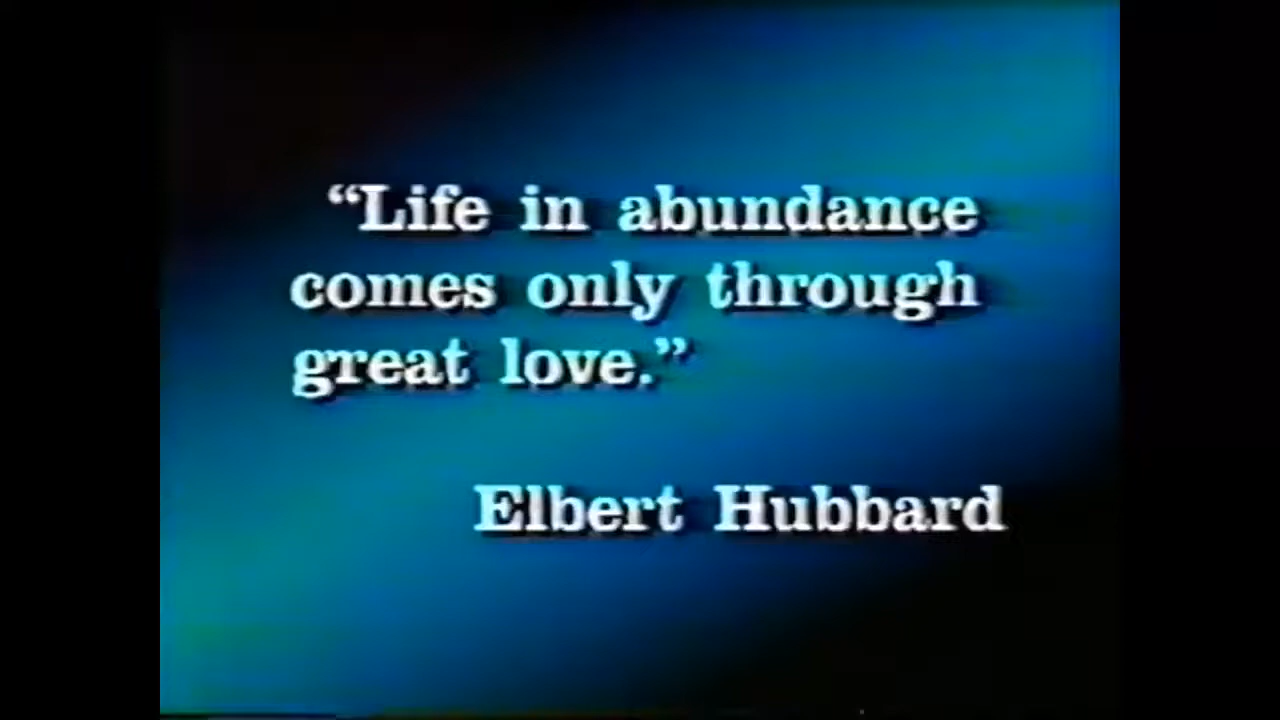 “Life in abundance
comes only through
great love.”
Elbert Hubbard